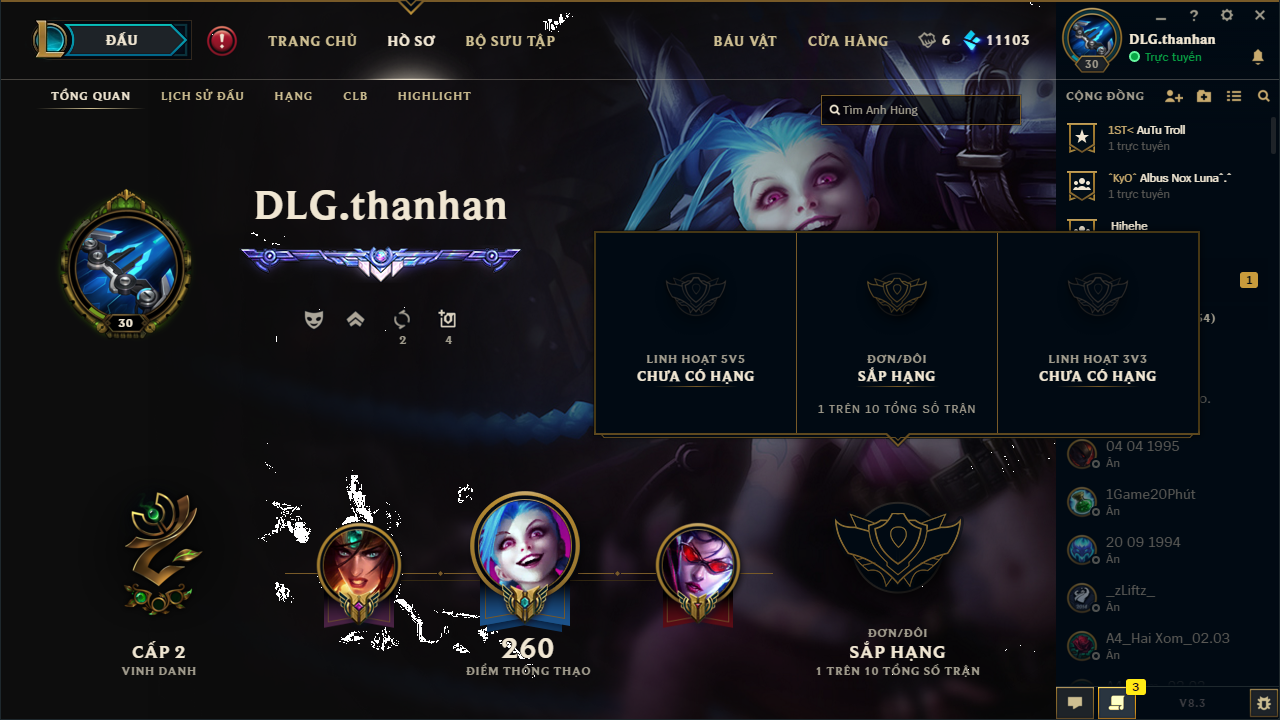 ĐẤU
TRANG CHỦ
HỒ SƠ
BỘ SƯU TẬP
BÁU VẬT
CỬA HÀNG
6
11103
DLG.thanhan
Trực tuyến
30
TỔNG QUAN
LỊCH SỬ ĐẤU
HẠNG
CLB
HIGHLIGHT
Tìm Anh Hùng
CỘNG ĐỒNG
1ST< AuTu Troll
1 trực tuyến
ˆKyOˆ Albus Nox Lunaˆ.ˆ
1 trực tuyến
Hihehe
1
DLG.thanhan
30
2
4
LINH HOẠT 5V5
CHƯA CÓ HẠNG
ĐƠN/ĐÔI
SẮP HẠNG
1 TRÊN 10 TỔNG SỐ TRẬN
LINH HOẠT 3V3
CHƯA CÓ HẠNG
04 04 1995
Ẩn
1Game20Phút
Ẩn
20 09 1994
Ẩn
_zLiftz_
Ẩn
A4_Hai Xom_02.03
Ẩn
CẤP 2
VINH DANH
260
ĐIỂM THÔNG THẠO
ĐƠN/ĐÔI
SẮP HẠNG
1 TRÊN 10 TỔNG SỐ TRẬN
3
V8.3